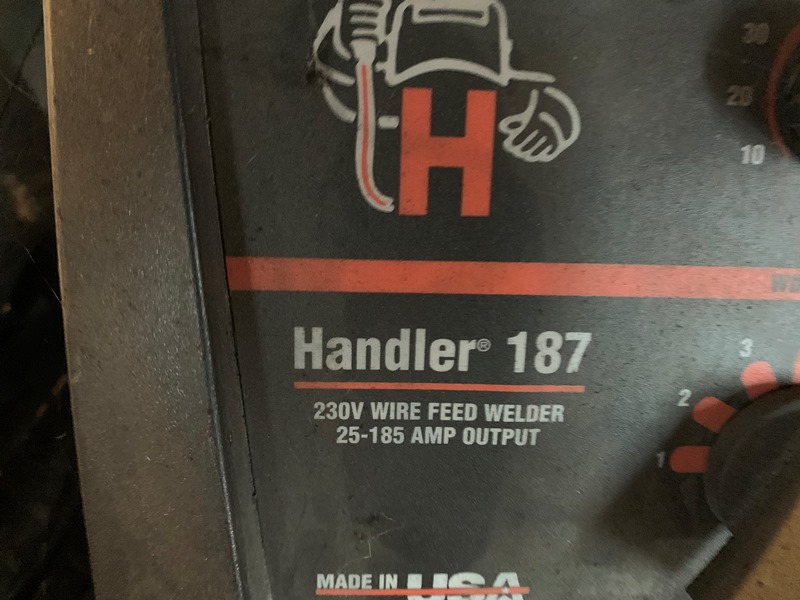 30
20
10
H
Handler® 187
230V WIRE FEED WELDER
25-185 AMP OUTPUT
3
2
1
MADE IN USA